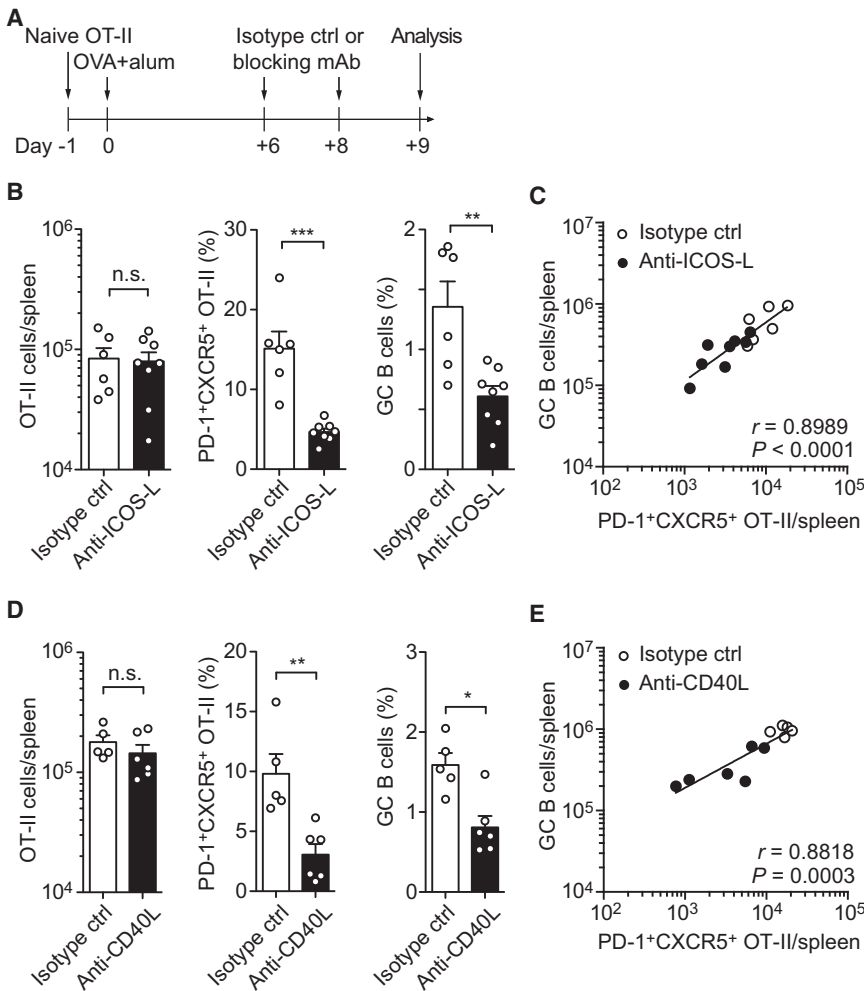 A
Naive OT-II
OVA+alum
Isotype ctrl or
blocking mAb
Analysis
Day -1
0
+6
+8
+9
B
OT-II cells/spleen
10⁶
10⁵
10⁴
n.s.
Isotype ctrl
Anti-ICOS-L
PD-1⁺CXCR5⁺ OT-II (%)
30
20
10
0
***
Isotype ctrl
Anti-ICOS-L
GC B cells (%)
2
1
0
**
Isotype ctrl
Anti-ICOS-L
C
GC B cells/spleen
10⁷
10⁶
10⁵
10⁴
Isotype ctrl
Anti-ICOS-L
r = 0.8989
P < 0.0001
10² 10³ 10⁴ 10⁵
PD-1⁺CXCR5⁺ OT-II/spleen
D
OT-II cells/spleen
10⁶
10⁵
10⁴
n.s.
Isotype ctrl
Anti-CD40L
PD-1⁺CXCR5⁺ OT-II (%)
20
15
10
5
0
**
Isotype ctrl
Anti-CD40L
GC B cells (%)
3
2
1
0
*
Isotype ctrl
Anti-CD40L
E
GC B cells/spleen
10⁷
10⁶
10⁵
10⁴
Isotype ctrl
Anti-CD40L
r = 0.8818
P = 0.0003
10² 10³ 10⁴ 10⁵
PD-1⁺CXCR5⁺ OT-II/spleen